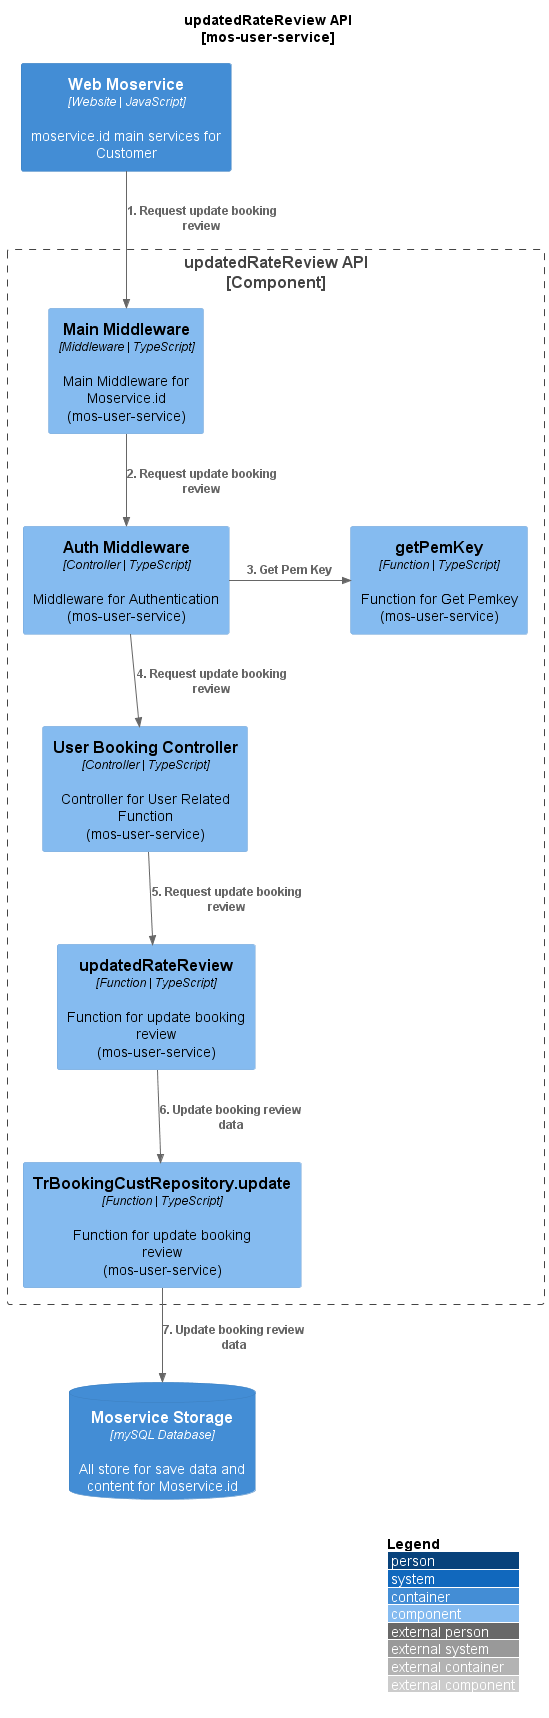 updatedRateReview API
[mos-user-service]
Web Moservice
[Website | JavaScript]
moservice.id main services for
Customer
1. Request update booking
review
updatedRateReview API
[Component]
Main Middleware
[Middleware | TypeScript]
Main Middleware for
Moservice.id
(mos-user-service)
2. Request update booking
review
Auth Middleware
[Controller | TypeScript]
Middleware for Authentication
(mos-user-service)
3. Get Pem Key
getPemKey
[Function | TypeScript]
Function for Get Pemkey
(mos-user-service)
4. Request update booking
review
User Booking Controller
[Controller | TypeScript]
Controller for User Related
Function
(mos-user-service)
5. Request update booking
review
updatedRateReview
[Function | TypeScript]
Function for update booking
review
(mos-user-service)
6. Update booking review
data
TrBookingCustRepository.update
[Function | TypeScript]
Function for update booking
review
(mos-user-service)
7. Update booking review
data
Moservice Storage
[mySQL Database]
All store for save data and
content for Moservice.id
Legend
person
system
container
component
external person
external system
external container
external component